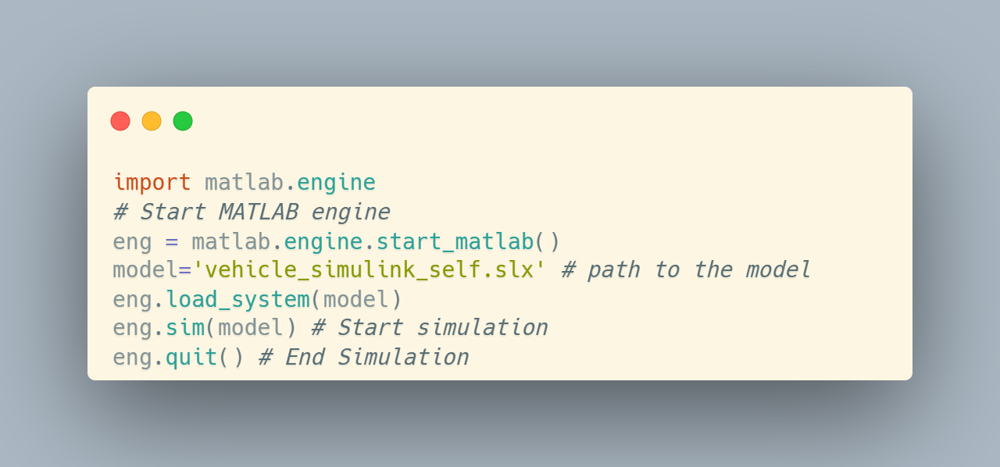 import matlab.engine
# Start MATLAB engine
eng = matlab.engine.start_matlab()
model='vehicle_simulink_self.slx' # path to the model
eng.load_system(model)
eng.sim(model) # Start simulation
eng.quit() # End Simulation